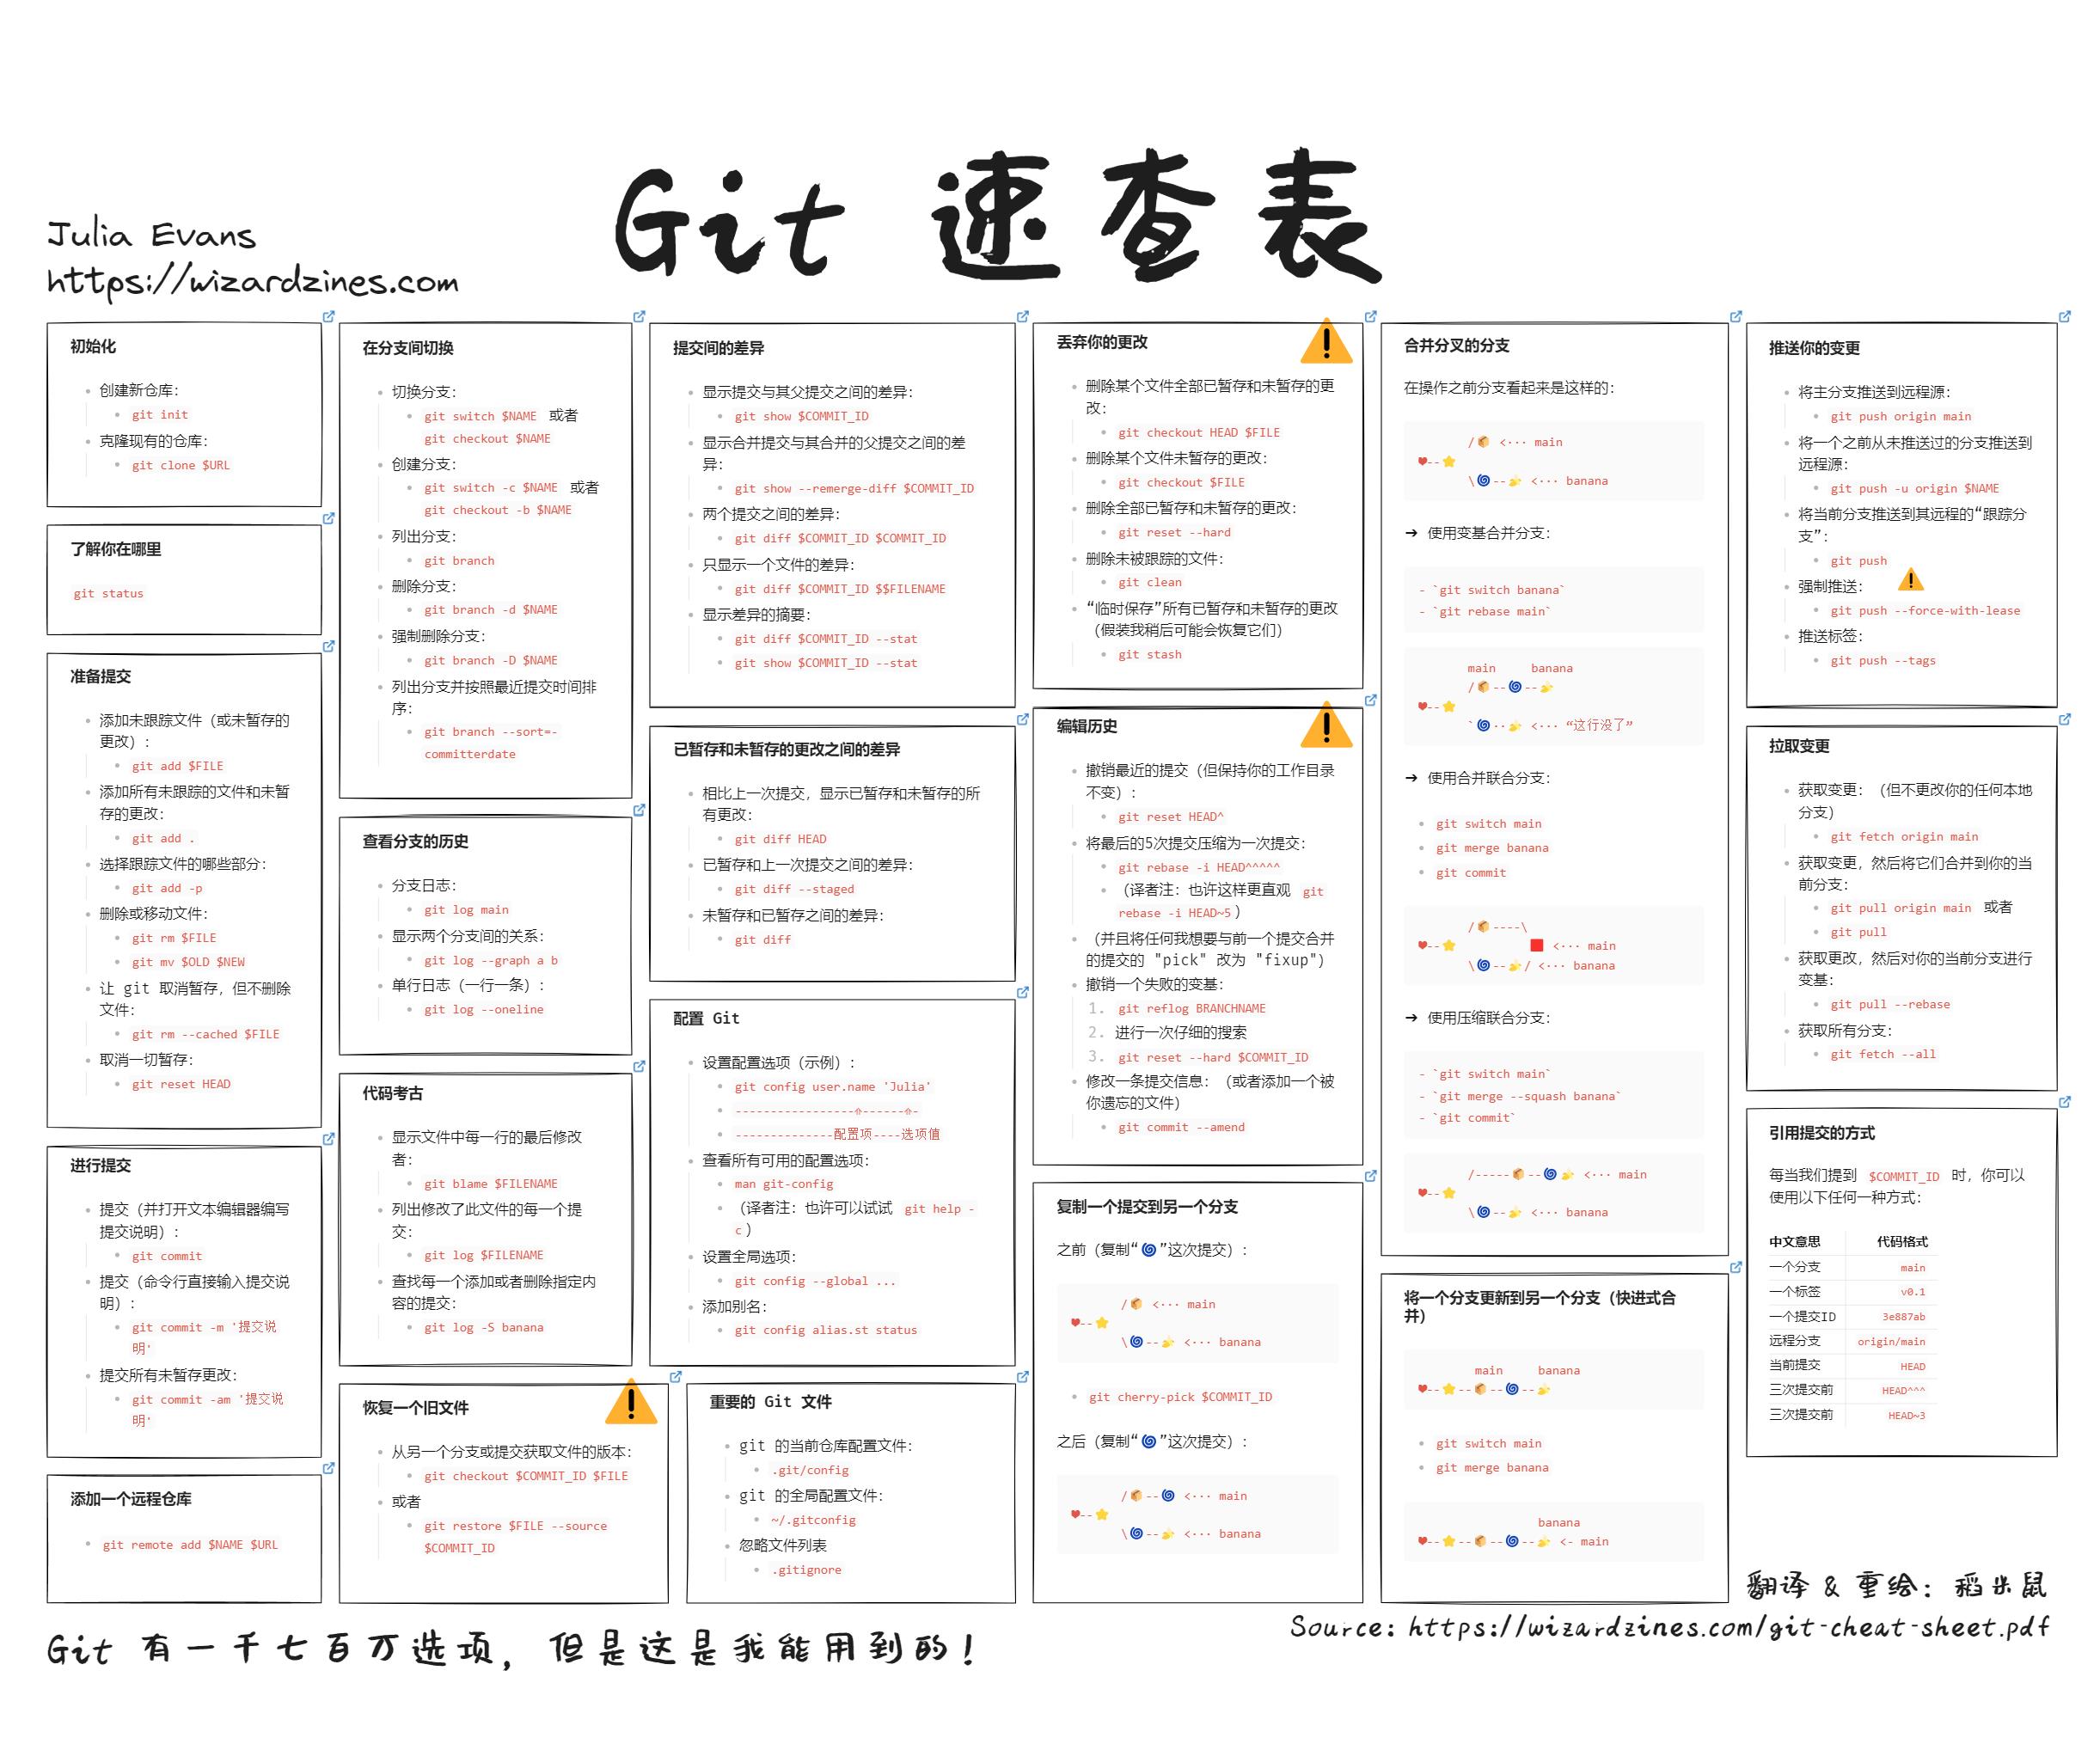 Git 速查表
Julia Evans
https://wizardzines.com
初始化
创建新仓库:
git init
克隆现有的仓库:
git clone $URL
了解你在哪里
git status
准备提交
添加未跟踪文件（或未暂存的
更改）:
git add $FILE
添加所有未跟踪的文件和未暂
存的更改:
git add .
选择跟踪文件的哪些部分:
git add -p
删除或移动文件:
git rm $FILE
git mv $OLD $NEW
让 git 取消暂存，但不删除
文件:
git rm --cached $FILE
取消一切暂存:
git reset HEAD
进行提交
提交（并打开文本编辑器编写
提交说明）:
git commit
提交（命令行直接输入提交说
明）:
git commit -m '提交说
明'
提交所有未暂存更改:
git commit -am '提交说
明'
添加一个远程仓库
git remote add $NAME $URL
在分支间切换
切换分支:
git switch $NAME 或者
git checkout $NAME
创建分支:
git switch -c $NAME 或者
git checkout -b $NAME
列出分支:
git branch
删除分支:
git branch -d $NAME
强制删除分支:
git branch -D $NAME
列出分支并按照最近提交时间排
序:
git branch --sort=-
committerdate
查看分支的历史
分支日志:
git log main
显示两个分支间的关系:
git log --graph a b
单行日志（一行一条）:
git log --oneline
代码考古
显示文件中每一行的最后修改
者:
git blame $FILENAME
列出修改了此文件的每一个提
交:
git log $FILENAME
查找每一个添加或者删除指定内
容的提交:
git log -S banana
恢复一个旧文件
从另一个分支或提交获取文件的版本:
git checkout $COMMIT_ID $FILE
或者
git restore $FILE --source
$COMMIT_ID
提交间的差异
显示提交与其父提交之间的差异:
git show $COMMIT_ID
显示合并提交与其合并的父提交之间的差
异:
git show --remerge-diff $COMMIT_ID
两个提交之间的差异:
git diff $COMMIT_ID $COMMIT_ID
只显示一个文件的差异:
git diff $COMMIT_ID $$FILENAME
显示差异的摘要:
git diff $COMMIT_ID --stat
git show $COMMIT_ID --stat
已暂存和未暂存的更改之间的差异
相比上一次提交，显示已暂存和未暂存的所
有更改:
git diff HEAD
已暂存和上一次提交之间的差异:
git diff --staged
未暂存和已暂存之间的差异:
git diff
配置 Git
设置配置选项（示例）:
git config user.name 'Julia'
-----------------⇧------⇧-
--------------配置项----选项值
查看所有可用的配置选项:
man git-config
（译者注: 也许可以试试 git help -
c）
设置全局选项:
git config --global ...
添加别名:
git config alias.st status
重要的 Git 文件
git 的当前仓库配置文件:
.git/config
git 的全局配置文件:
~/.gitconfig
忽略文件列表
.gitignore
丢弃你的更改
删除某个文件全部已暂存和未暂存的更
改:
git checkout HEAD $FILE
删除某个文件未暂存的更改:
git checkout $FILE
删除全部已暂存和未暂存的更改:
git reset --hard
删除未被跟踪的文件:
git clean
“临时保存”所有已暂存和未暂存的更改
（假装我稍后可能会恢复它们）
git stash
编辑历史
撤销最近的提交（但保持你的工作目录
不变）:
git reset HEAD^
将最后的5次提交压缩为一次提交:
git rebase -i HEAD^^^^^
（译者注: 也许这样更直观 git
rebase -i HEAD~5）
（并且将任何我想要与前一个提交合并
的提交的 "pick" 改为 "fixup"）
撤销一个失败的变基:
1. git reflog BRANCHNAME
2. 进行一次仔细的搜索
3. git reset --hard $COMMIT_ID
修改一条提交信息: （或者添加一个被
你遗忘的文件）
git commit --amend
复制一个提交到另一个分支
之前（复制“🌀”这次提交）:
/📦 <··· main
❤--⭐
\🌀--🍌 <··· banana
git cherry-pick $COMMIT_ID
之后（复制“🌀”这次提交）:
/📦--🌀 <··· main
❤--⭐
\🌀--🍌 <··· banana
合并分叉的分支
在操作之前分支看起来是这样的:
/📦 <··· main
❤--⭐
\🌀--🍌 <··· banana
➔ 使用变基合并分支:
- `git switch banana`
- `git rebase main`
main banana
/📦--🌀--🍌
❤--⭐
`🌀--🍌 <··· “这行没了”
➔ 使用合并联合分支:
git switch main
git merge banana
git commit
/📦----\
❤--⭐ 🟥 <··· main
\🌀--🍌/ <··· banana
➔ 使用压缩联合分支:
- `git switch main`
- `git merge --squash banana`
- `git commit`
/-----📦--🌀🍌 <··· main
❤--⭐
\🌀--🍌 <··· banana
将一个分支更新到另一个分支（快进式合
并）
main banana
❤--⭐--📦--🌀--🍌
git switch main
git merge banana
banana
❤--⭐--📦--🌀--🍌 <- main
推送你的变更
将主分支推送到远程源:
git push origin main
将一个之前从未推送过的分支推送到
远程源:
git push -u origin $NAME
将当前分支推送到其远程的“跟踪分
支”:
git push
强制推送:
git push --force-with-lease
推送标签:
git push --tags
拉取变更
获取变更: （但不更改你的任何本地
分支）
git fetch origin main
获取变更，然后将它们合并到你的当
前分支:
git pull origin main 或者
git pull
获取更改，然后对你的当前分支进行
变基:
git pull --rebase
获取所有分支:
git fetch --all
引用提交的方式
每当我们提到 $COMMIT_ID 时，你可以
使用以下任何一种方式:
中文意思 代码格式
一个分支 main
一个标签 v0.1
一个提交ID 3e887ab
远程分支 origin/main
当前提交 HEAD
三次提交前 HEAD^^^
三次提交前 HEAD~3
翻译 & 重绘: 稻米鼠
Source: https://wizardzines.com/git-cheat-sheet.pdf
Git 有一千七百万选项，但是这是我能用到的!